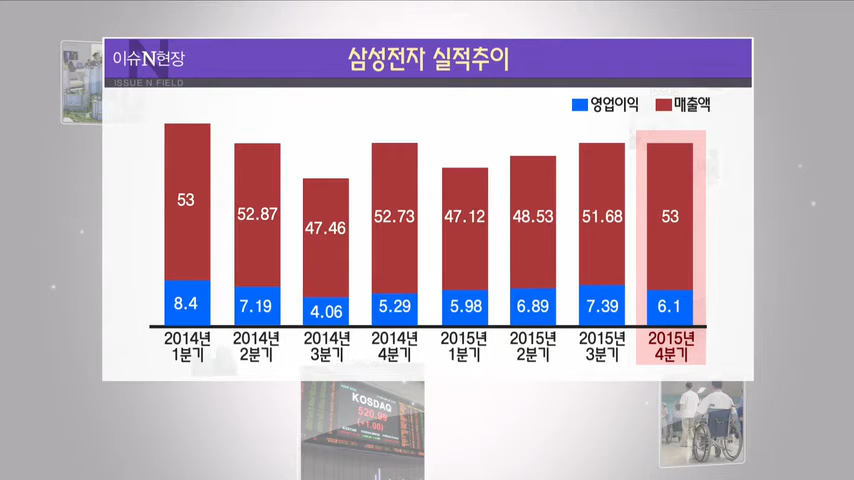 이슈N현장
삼성전자 실적추이
ISSUE N FIELD
영업이익 매출액
53 52.87 47.46 52.73 47.12 48.53 51.68 53
8.4 7.19 4.06 5.29 5.98 6.89 7.39 6.1
2014년 2014년 2014년 2014년 2015년 2015년 2015년 2015년
1분기 2분기 3분기 4분기 1분기 2분기 3분기 4분기
KOSDAQ